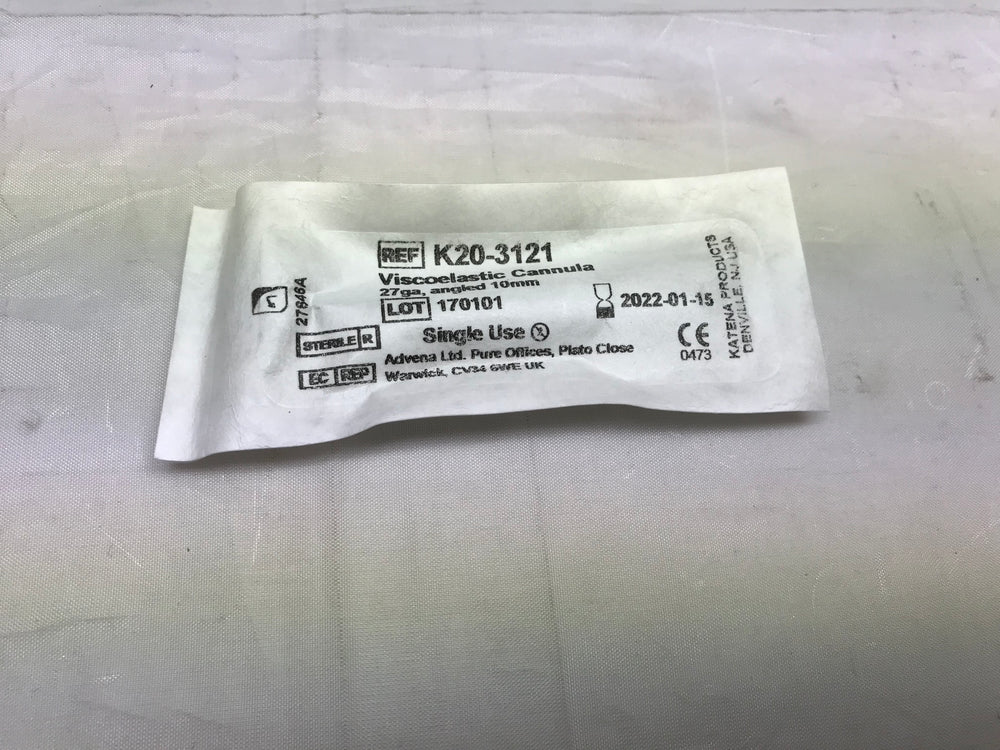 REF K20-3121
Viscoelastic Cannula
27ga, angled 10mm
LOT 170101
2022-01-15
Single Use
STERILE R
Advena Ltd. Pure Offices, Plato Close
EC REP Warwick, CV34 6WE UK
CE
0473
27846A
KATENA PRODUCTS
DENVILLE, NJ USA